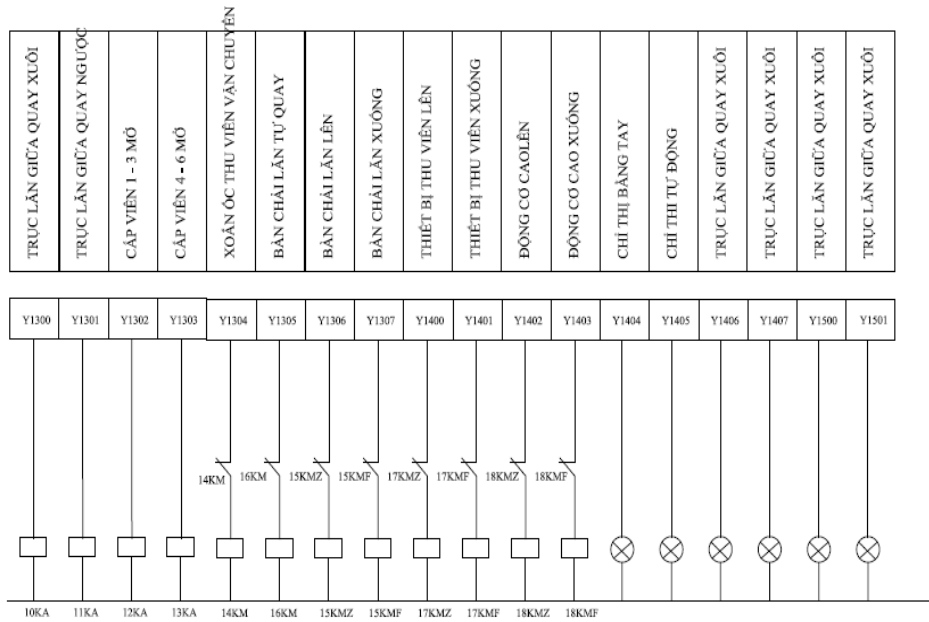 TRỤC LĂN GIỮA QUAY XUÔI
TRỤC LĂN GIỮA QUAY NGƯỢC
CẤP VIÊN 1 - 3 MỞ
CẤP VIÊN 4 - 6 MỞ
XOẮN ỐC THU VIÊN VẬN CHUYỂN
BÀN CHẢI LĂN TỰ QUAY
BÀN CHẢI LĂN LÊN
BÀN CHẢI LĂN XUỐNG
THIẾT BỊ THU VIÊN LÊN
THIẾT BỊ THU VIÊN XUỐNG
ĐỘNG CƠ CAOLÊN
ĐỘNG CƠ CAO XUỐNG
CHỈ THỊ BẰNG TAY
CHỈ THI TỰ ĐỘNG
TRỤC LĂN GIỮA QUAY XUÔI
TRỤC LĂN GIỮA QUAY XUÔI
TRỤC LĂN GIỮA QUAY XUÔI
TRỤC LĂN GIỮA QUAY XUÔI
Y1300 Y1301 Y1302 Y1303 Y1304 Y1305 Y1306 Y1307 Y1400 Y1401 Y1402 Y1403 Y1404 Y1405 Y1406 Y1407 Y1500 Y1501
14KM 16KM 15KMZ 15KMF 17KMZ 17KMF 18KMZ 18KMF
10KA 11KA 12KA 13KA 14KM 16KM 15KMZ 15KMF 17KMZ 17KMF 18KMZ 18KMF